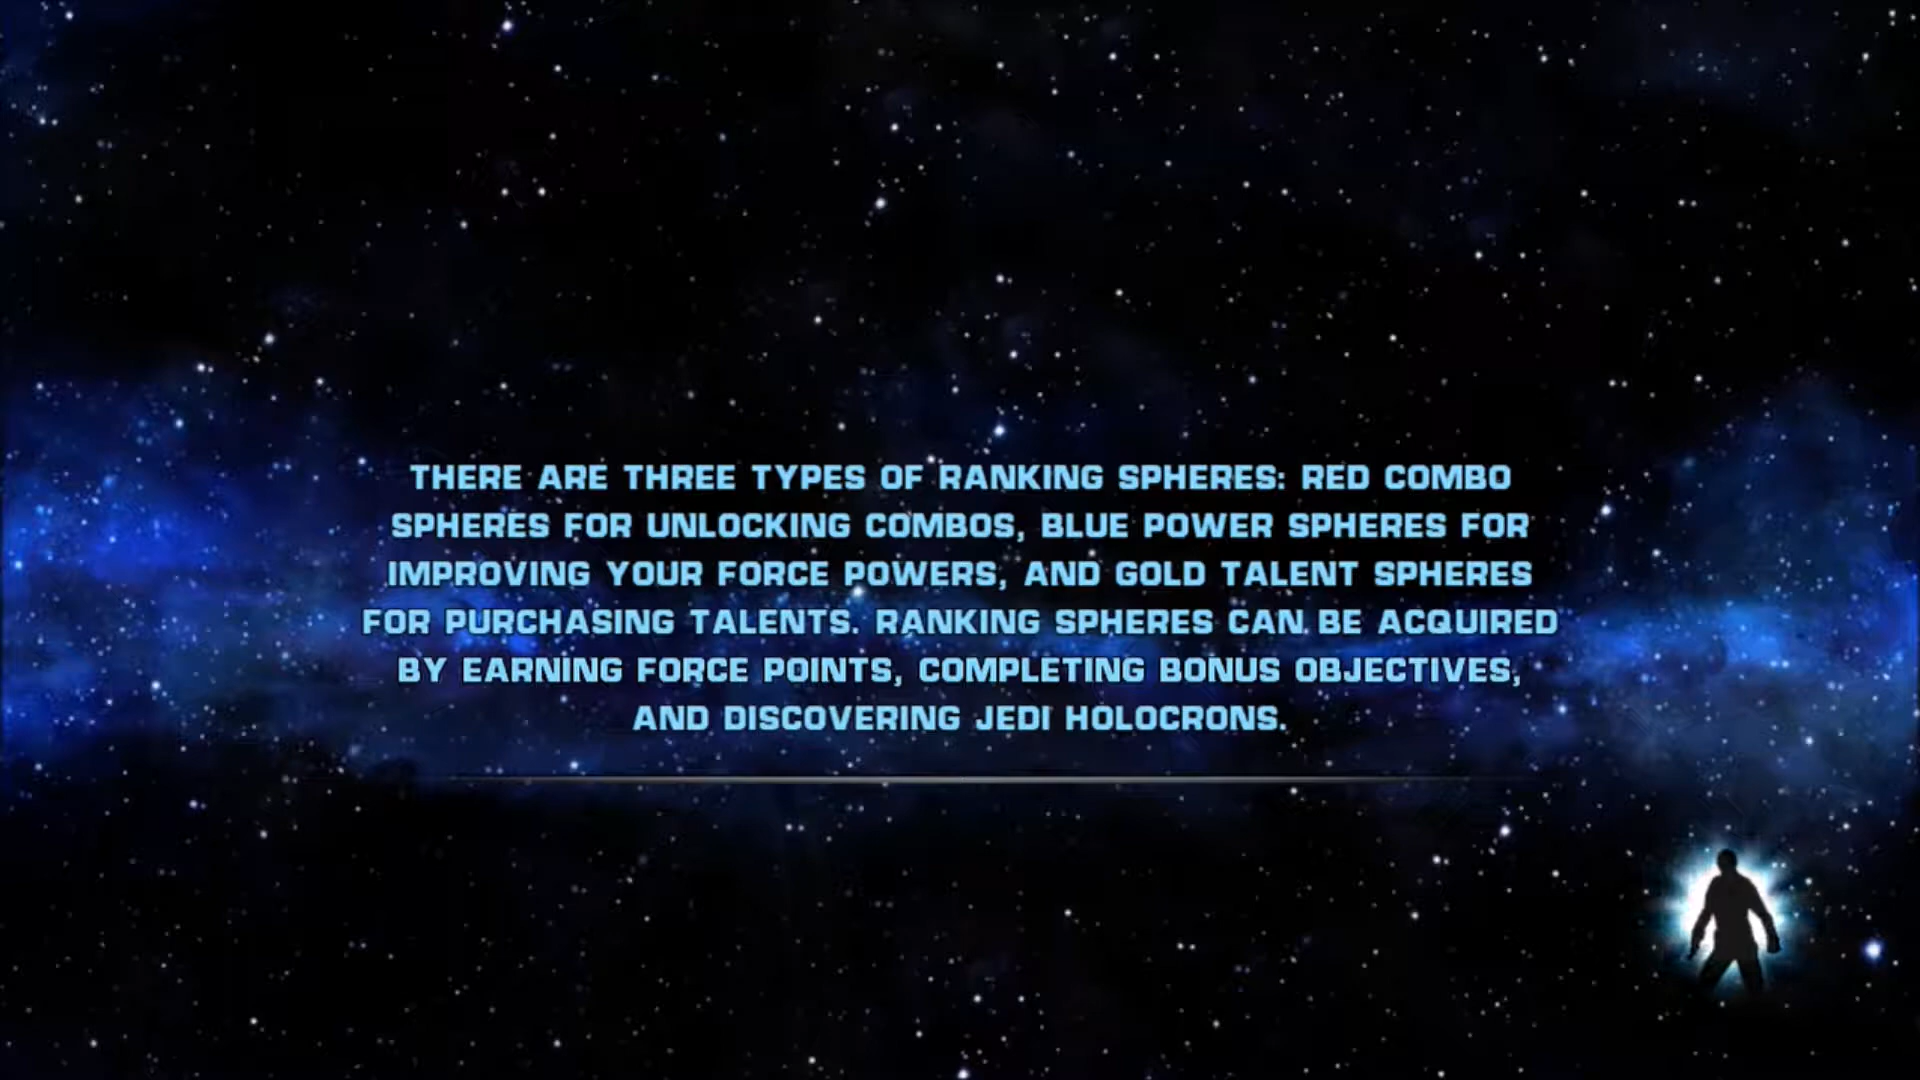 THERE ARE THREE TYPES OF RANKING SPHERES: RED COMBO
SPHERES FOR UNLOCKING COMBOS, BLUE POWER SPHERES FOR
IMPROVING YOUR FORCE POWERS, AND GOLD TALENT SPHERES
FOR PURCHASING TALENTS. RANKING SPHERES CAN BE ACQUIRED
BY EARNING FORCE POINTS, COMPLETING BONUS OBJECTIVES,
AND DISCOVERING JEDI HOLOCRONS.